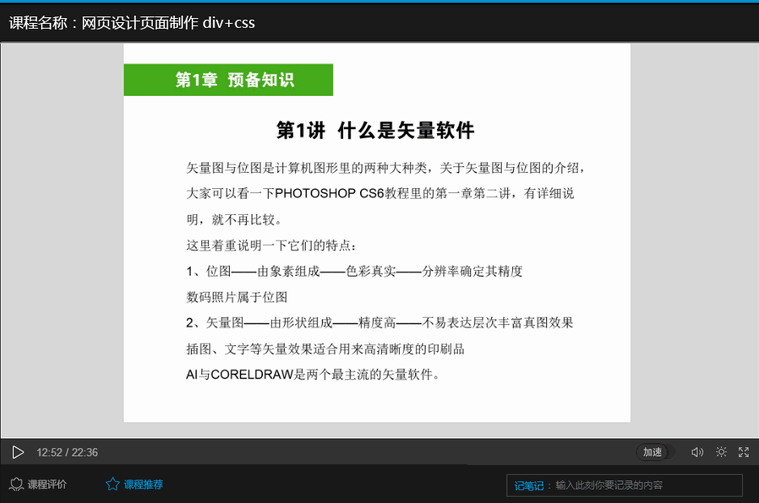 课程名称：网页设计页面制作 div+css
第1章 预备知识
第1讲 什么是矢量软件
矢量图与位图是计算机图形里的两种大种类，关于矢量图与位图的介绍，
大家可以看一下PHOTOSHOP CS6教程里的第一章第二讲，有详细说
明，就不再比较。
这里着重说明一下它们的特点：
1、位图——由象素组成——色彩真实——分辨率确定其精度
数码照片属于位图
2、矢量图——由形状组成——精度高——不易表达层次丰富真图效果
插图、文字等矢量效果适合用来高清晰度的印刷品
AI与CORELDRAW是两个最主流的矢量软件。
12:52 / 22:36
加速
课程评价
课程推荐
记笔记：输入此刻你要记录的内容